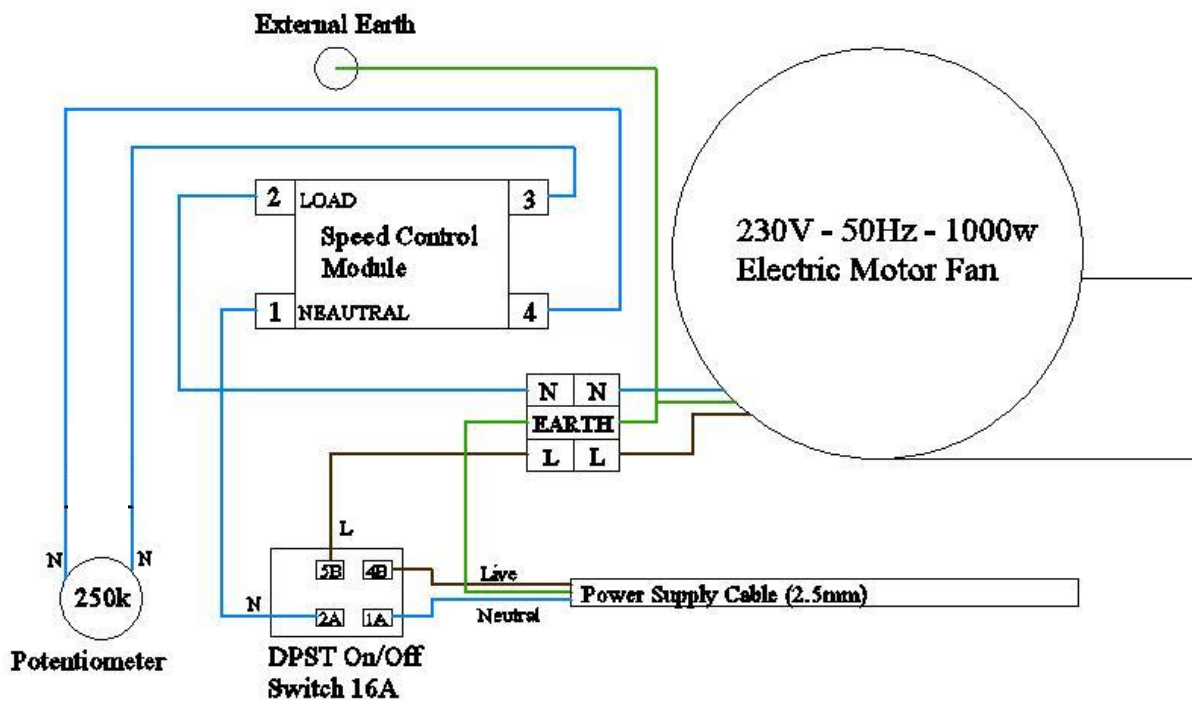 External Earth
2 LOAD 3
Speed Control
Module
1 NEAUTRAL 4
230V - 50Hz - 1000w
Electric Motor Fan
N N
EARTH
L L
L
N N
250k
Potentiometer
5B 4B
Live
N
2A 1A
Neutral
Power Supply Cable (2.5mm)
DPST On/Off
Switch 16A